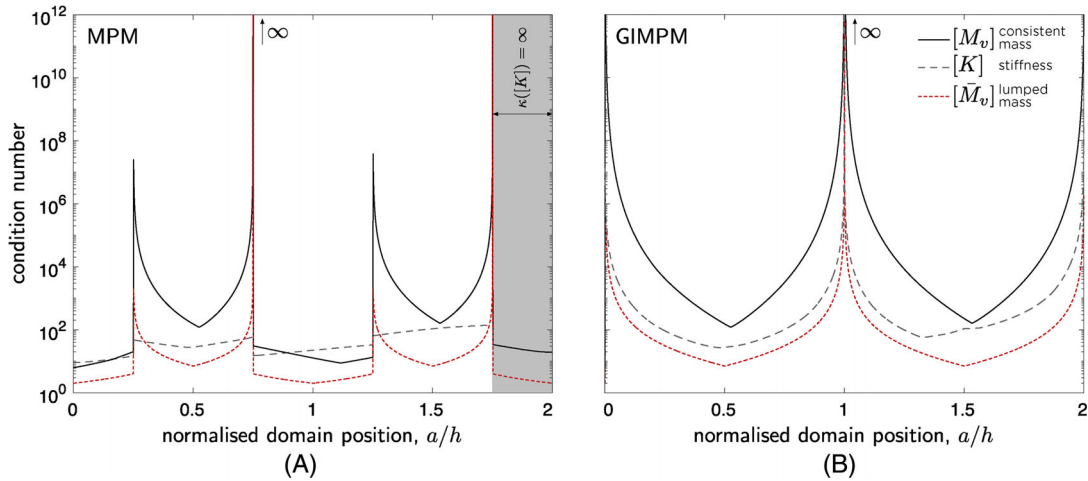 MPM
∞
κ([K]) = ∞
10^12
10^10
10^8
10^6
10^4
10^2
10^0
condition number
0
0.5
1
1.5
2
normalised domain position, a/h
(A)
GIMPM
∞
[M_v] consistent mass
[K] stiffness
[M̄_v] lumped mass
0
0.5
1
1.5
2
normalised domain position, a/h
(B)